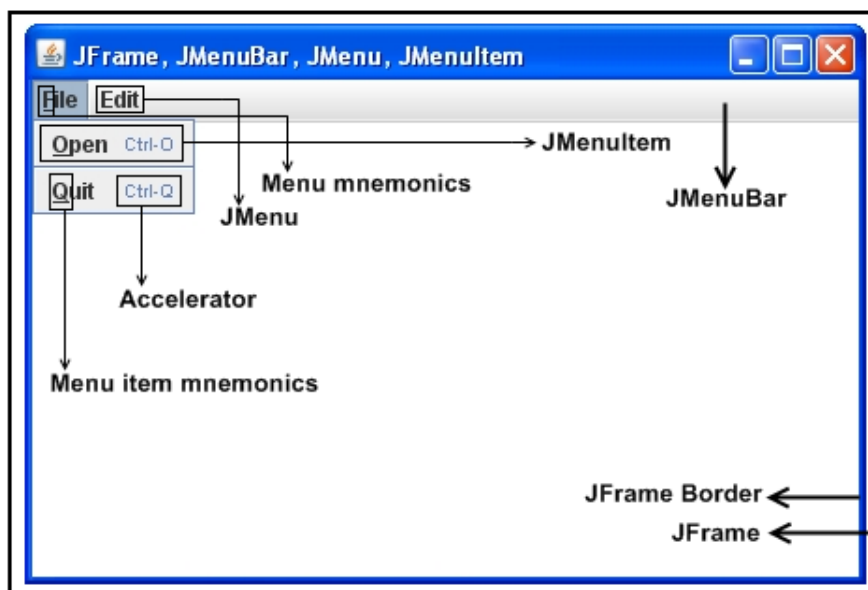 JFrame, JMenuBar, JMenu, JMenuItem
File Edit
Open Ctrl-O
JMenuItem
Quit Ctrl-Q
Menu mnemonics
JMenuBar
JMenu
Accelerator
Menu item mnemonics
JFrame Border
JFrame